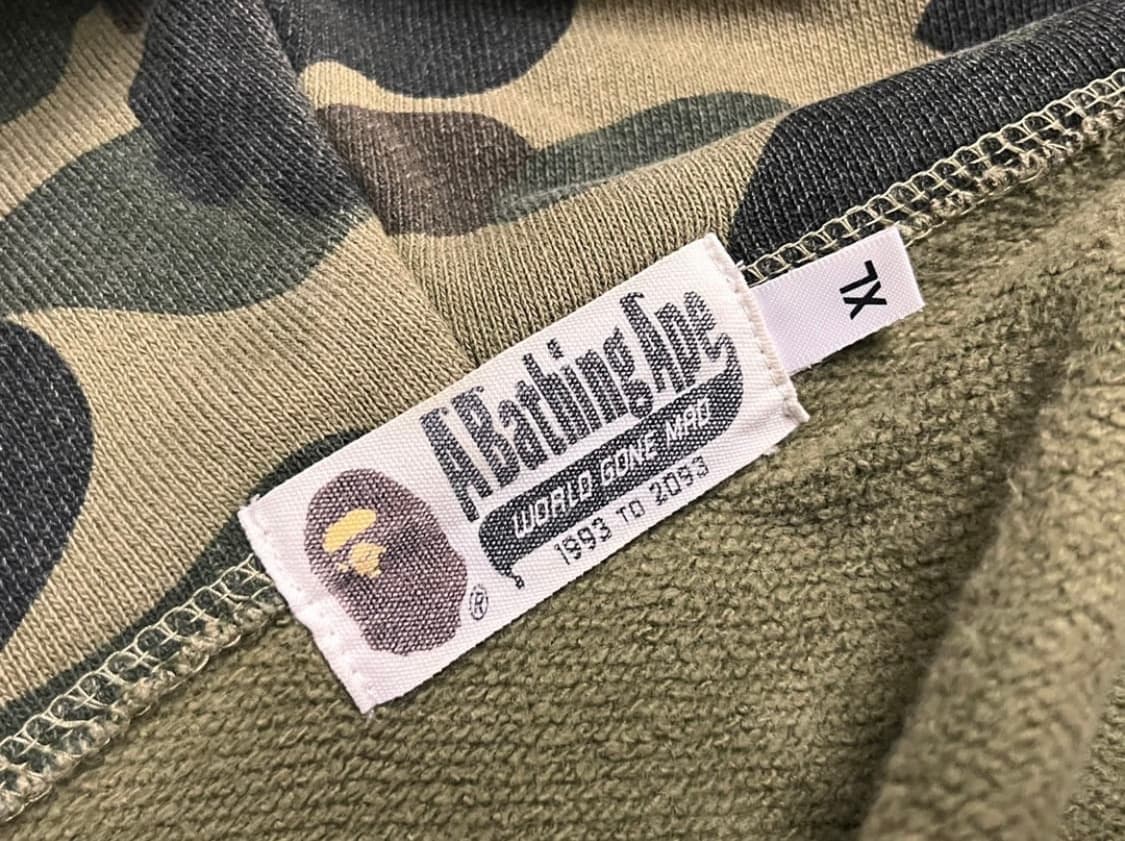 A Bathing Ape
WORLD GONE MAD
1993 TO 2093
®
XL